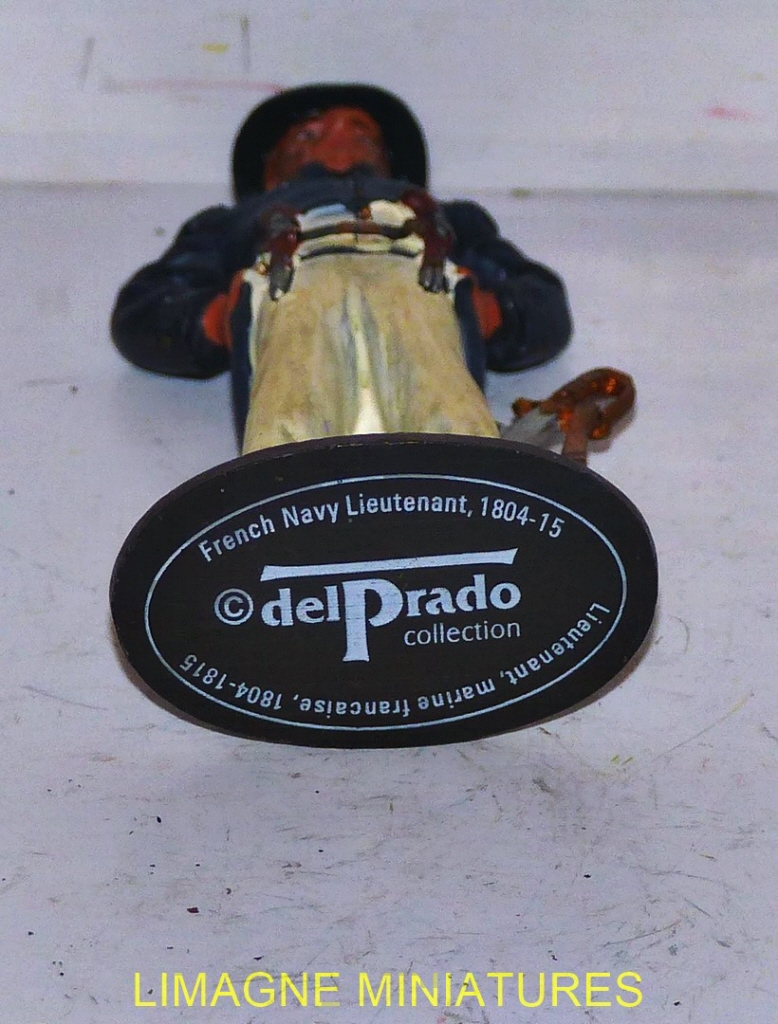 French Navy Lieutenant, 1804-15
© delPrado
collection
Lieutenant, marine francaise, 1804-1815
LIMAGNE MINIATURES